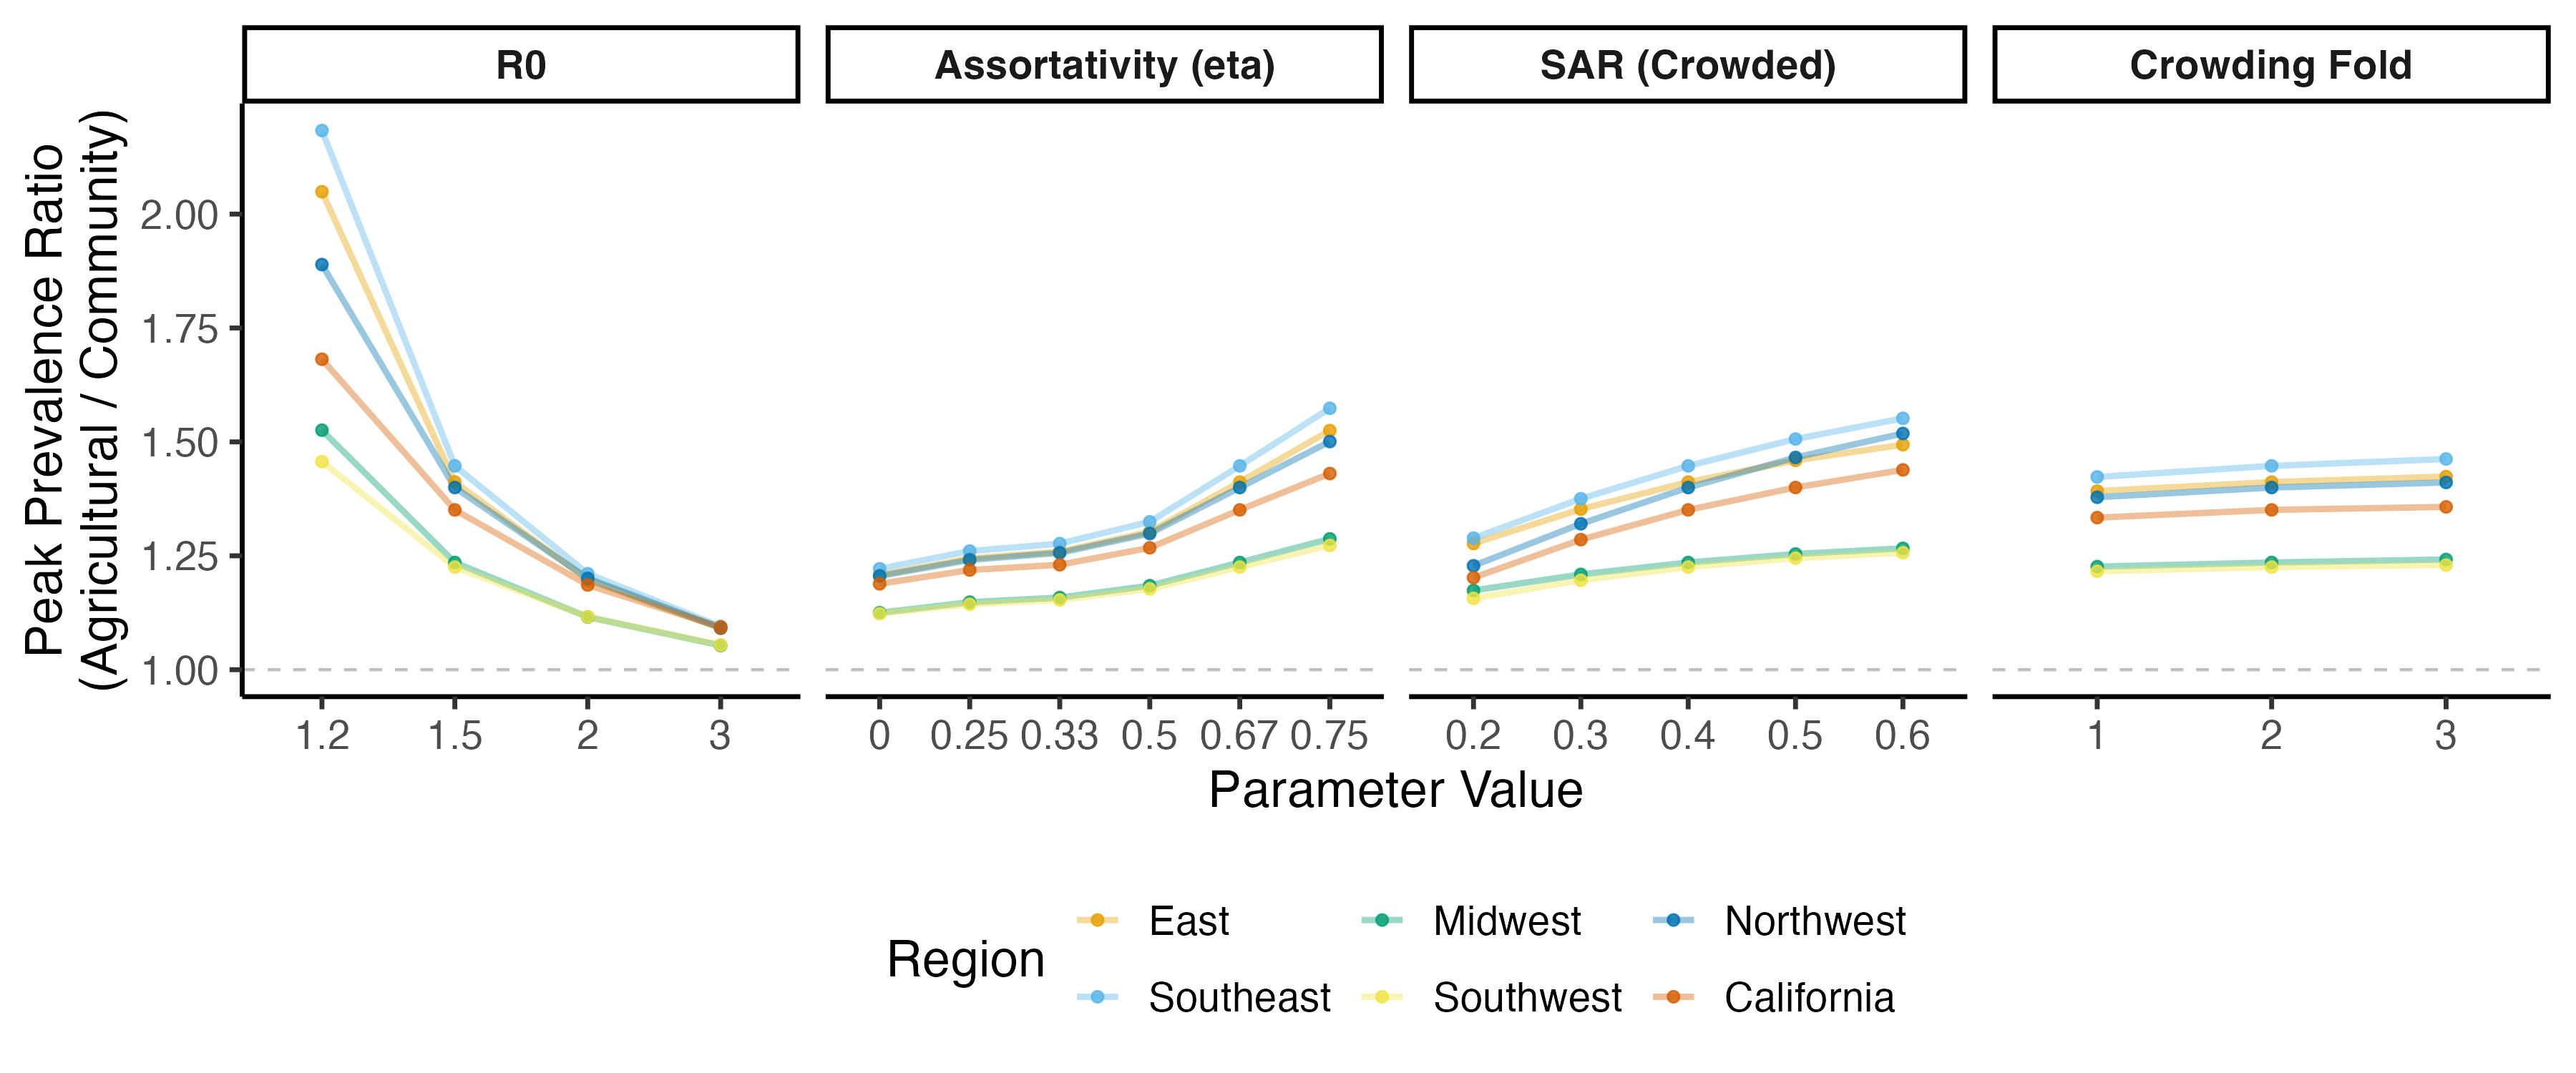 R0
Assortativity (eta)
SAR (Crowded)
Crowding Fold
Peak Prevalence Ratio
(Agricultural / Community)
2.00
1.75
1.50
1.25
1.00
1.2 1.5 2 3
0 0.25 0.33 0.5 0.67 0.75
0.2 0.3 0.4 0.5 0.6
1 2 3
Parameter Value
Region
East
Midwest
Northwest
Southeast
Southwest
California